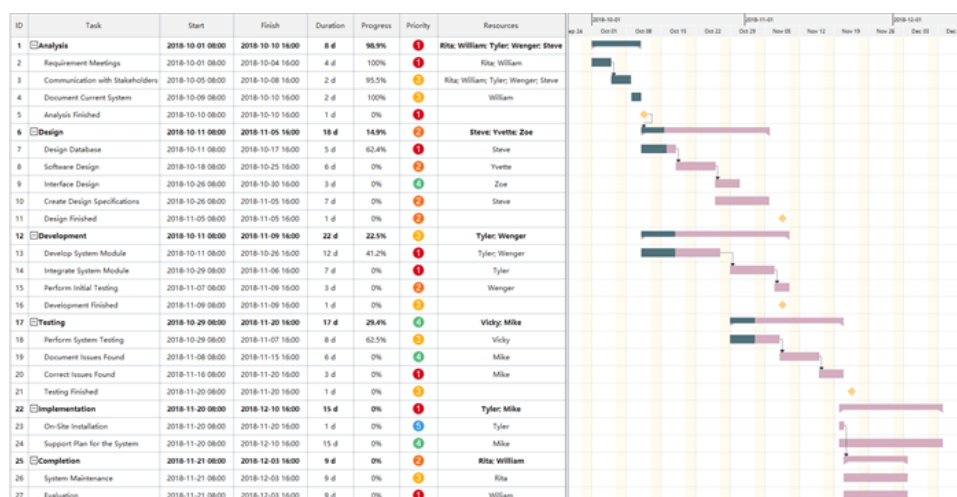 ID Task Start Finish Duration Progress Priority Resources
2018-10-01 2018-11-01 2018-12-01
ep 24 Oct 01 Oct 08 Oct 15 Oct 22 Oct 29 Nov 05 Nov 12 Nov 19 Nov 26 Dec 03 Dec
1 Analysis 2018-10-01 08:00 2018-10-10 16:00 8 d 98.9% 1 Rita; William; Tyler; Wenger; Steve
2 Requirement Meetings 2018-10-01 08:00 2018-10-04 16:00 4 d 100% 1 Rita; William
3 Communication with Stakeholders 2018-10-05 08:00 2018-10-08 16:00 2 d 95.5% 3 Rita; William; Tyler; Wenger; Steve
4 Document Current System 2018-10-09 08:00 2018-10-10 16:00 2 d 100% 3 William
5 Analysis Finished 2018-10-10 08:00 2018-10-10 16:00 1 d 0% 1
6 Design 2018-10-11 08:00 2018-11-05 16:00 18 d 14.9% 2 Steve; Yvette; Zoe
7 Design Database 2018-10-11 08:00 2018-10-17 16:00 5 d 62.4% 1 Steve
8 Software Design 2018-10-18 08:00 2018-10-25 16:00 6 d 0% 2 Yvette
9 Interface Design 2018-10-26 08:00 2018-10-30 16:00 3 d 0% 4 Zoe
10 Create Design Specifications 2018-10-26 08:00 2018-11-05 16:00 7 d 0% 2 Steve
11 Design Finished 2018-11-05 08:00 2018-11-05 16:00 1 d 0% 2
12 Development 2018-10-11 08:00 2018-11-09 16:00 22 d 22.5% 3 Tyler; Wenger
13 Develop System Module 2018-10-11 08:00 2018-10-26 16:00 12 d 41.2% 1 Tyler; Wenger
14 Integrate System Module 2018-10-29 08:00 2018-11-06 16:00 7 d 0% 1 Tyler
15 Perform Initial Testing 2018-11-07 08:00 2018-11-09 16:00 3 d 0% 2 Wenger
16 Development Finished 2018-11-09 08:00 2018-11-09 16:00 1 d 0% 3
17 Testing 2018-10-29 08:00 2018-11-20 16:00 17 d 29.4% 4 Vicky; Mike
18 Perform System Testing 2018-10-29 08:00 2018-11-07 16:00 8 d 62.5% 3 Vicky
19 Document Issues Found 2018-11-08 08:00 2018-11-15 16:00 6 d 0% 4 Mike
20 Correct Issues Found 2018-11-16 08:00 2018-11-20 16:00 3 d 0% 1 Mike
21 Testing Finished 2018-11-20 08:00 2018-11-20 16:00 1 d 0% 3
22 Implementation 2018-11-20 08:00 2018-12-10 16:00 15 d 0% 1 Tyler; Mike
23 On-Site Installation 2018-11-20 08:00 2018-11-20 16:00 1 d 0% 5 Tyler
24 Support Plan for the System 2018-11-20 08:00 2018-12-10 16:00 15 d 0% 4 Mike
25 Completion 2018-11-21 08:00 2018-12-03 16:00 9 d 0% 2 Rita; William
26 System Maintenance 2018-11-21 08:00 2018-12-03 16:00 9 d 0% 3 Rita
27 Evaluation 2018-11-21 08:00 2018-12-03 16:00 9 d 0% 1 William